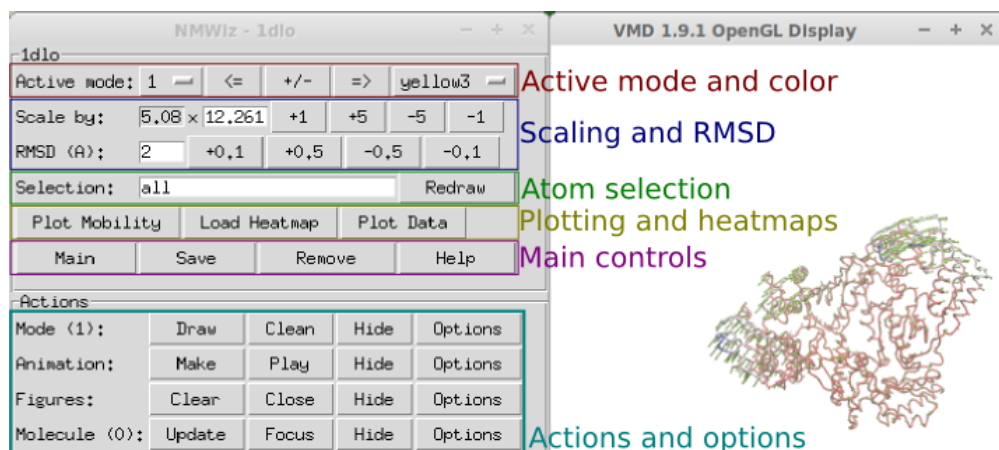 NMWiz - 1dlo
VMD 1.9.1 OpenGL Display
1dlo
Active mode: 1 <= +/- => yellow3
Active mode and color
Scale by: 5.08 × 12.261 +1 +5 -5 -1
RMSD (A): 2 +0.1 +0.5 -0.5 -0.1
Scaling and RMSD
Selection: all Redraw
Atom selection
Plot Mobility Load Heatmap Plot Data
Plotting and heatmaps
Main Save Remove Help
Main controls
Actions
Mode (1): Draw Clean Hide Options
Animation: Make Play Hide Options
Figures: Clear Close Hide Options
Molecule (0): Update Focus Hide Options
Actions and options